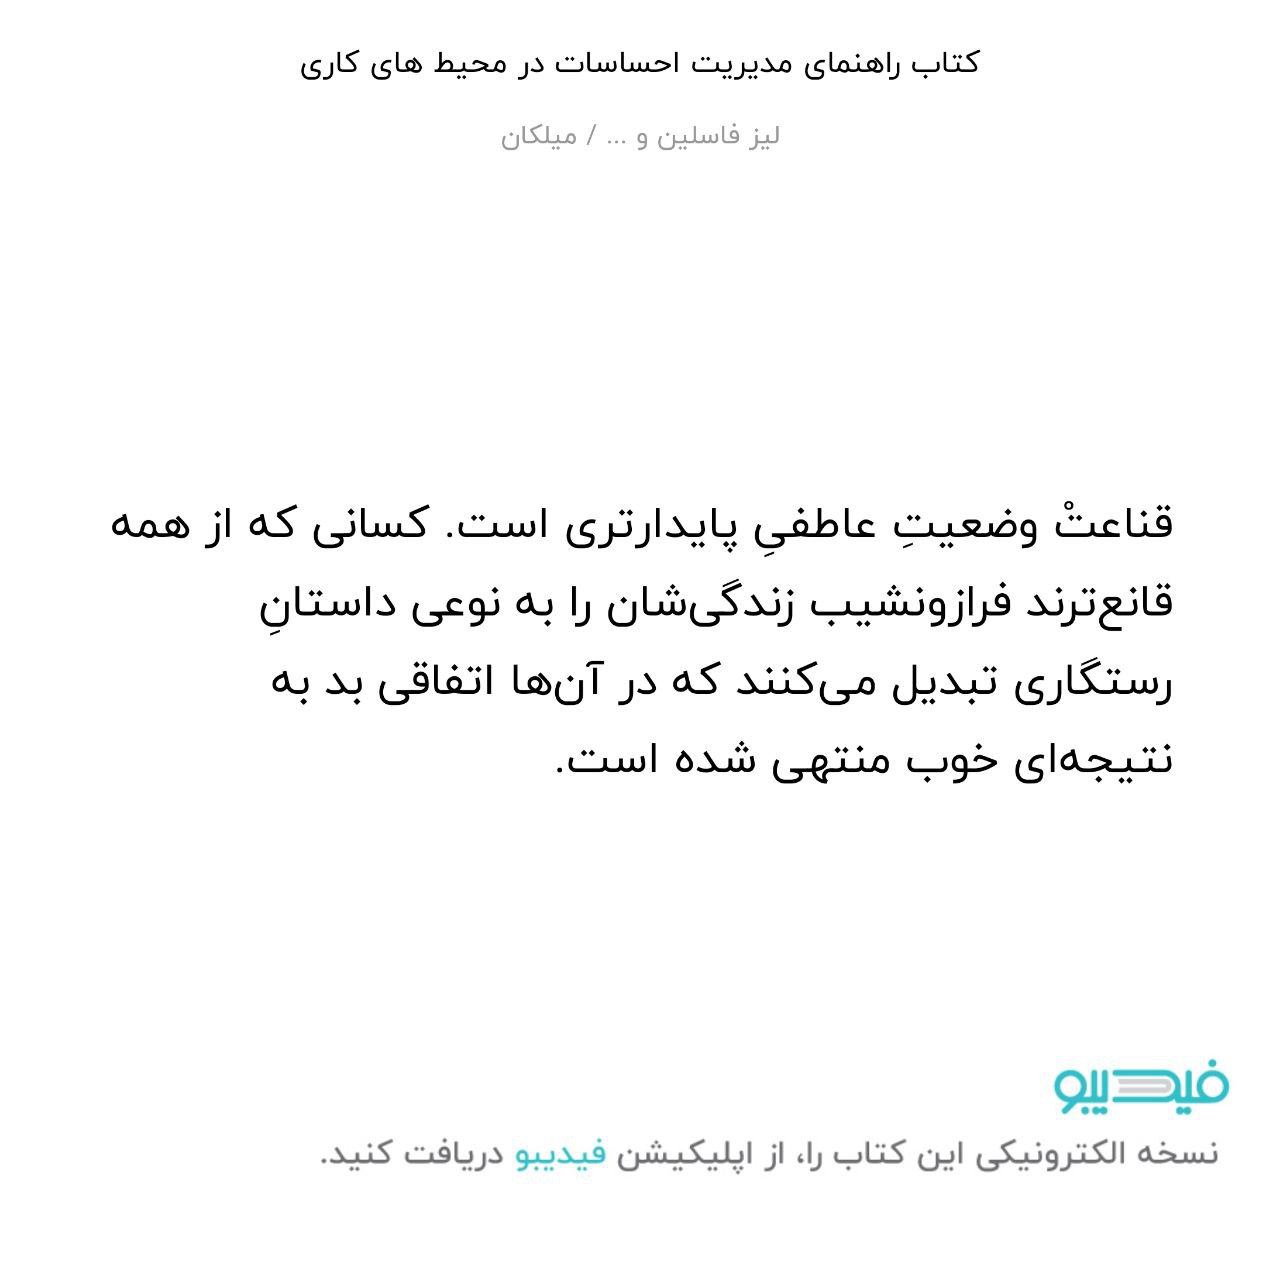 کتاب راهنمای مدیریت احساسات در محیط های کاری
لیز فاسلین و ... / میلکان
قناعتْ وضعیتِ عاطفیِ پایدارتری است. کسانی که از همه
قانع‌ترند فرازونشیب زندگی‌شان را به نوعی داستانِ
رستگاری تبدیل می‌کنند که در آن‌ها اتفاقی بد به
نتیجه‌ای خوب منتهی شده است.
فیدیبو
نسخه الکترونیکی این کتاب را، از اپلیکیشن فیدیبو دریافت کنید.